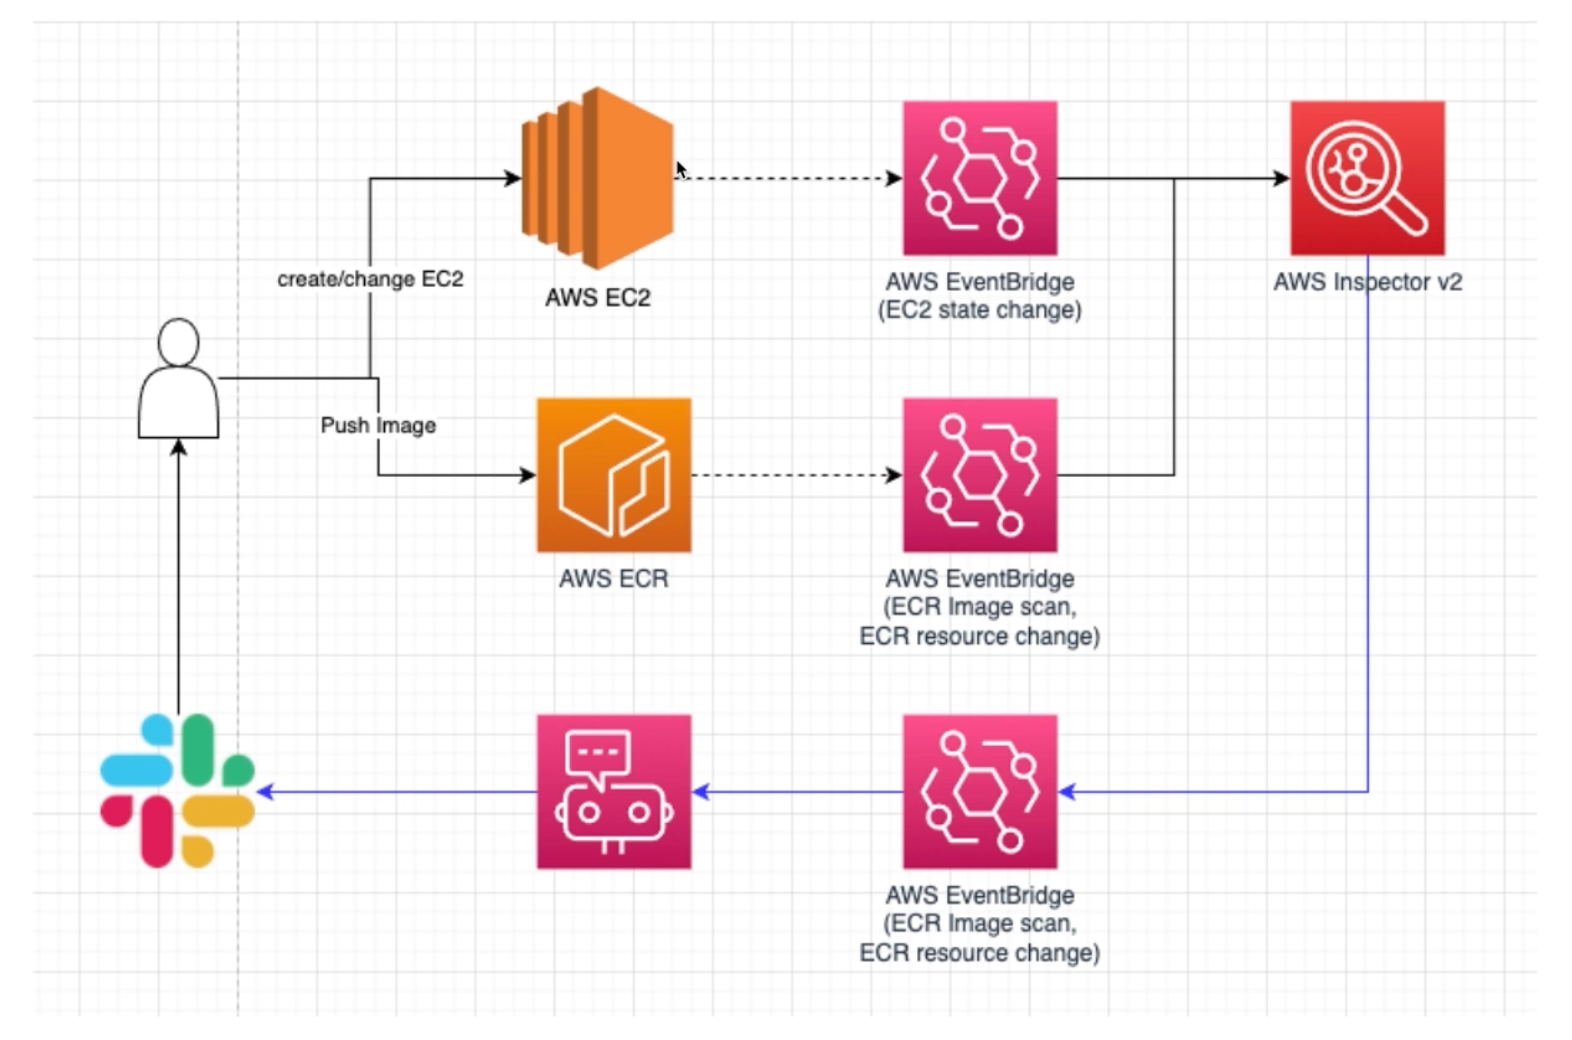 create/change EC2
AWS EC2
AWS EventBridge
(EC2 state change)
AWS Inspector v2
Push Image
AWS ECR
AWS EventBridge
(ECR Image scan,
ECR resource change)
AWS EventBridge
(ECR Image scan,
ECR resource change)